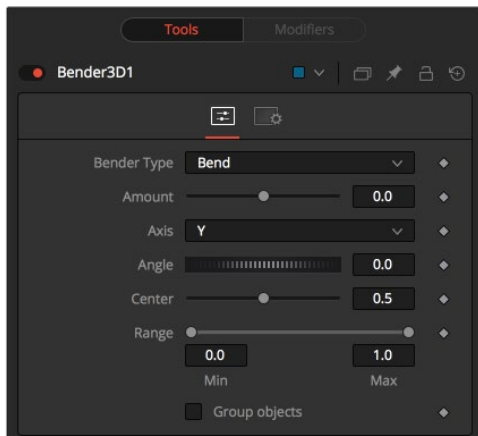 Tools Modifiers
Bender3D1
Bender Type Bend
Amount 0.0
Axis Y
Angle 0.0
Center 0.5
Range
0.0 1.0
Min Max
Group objects